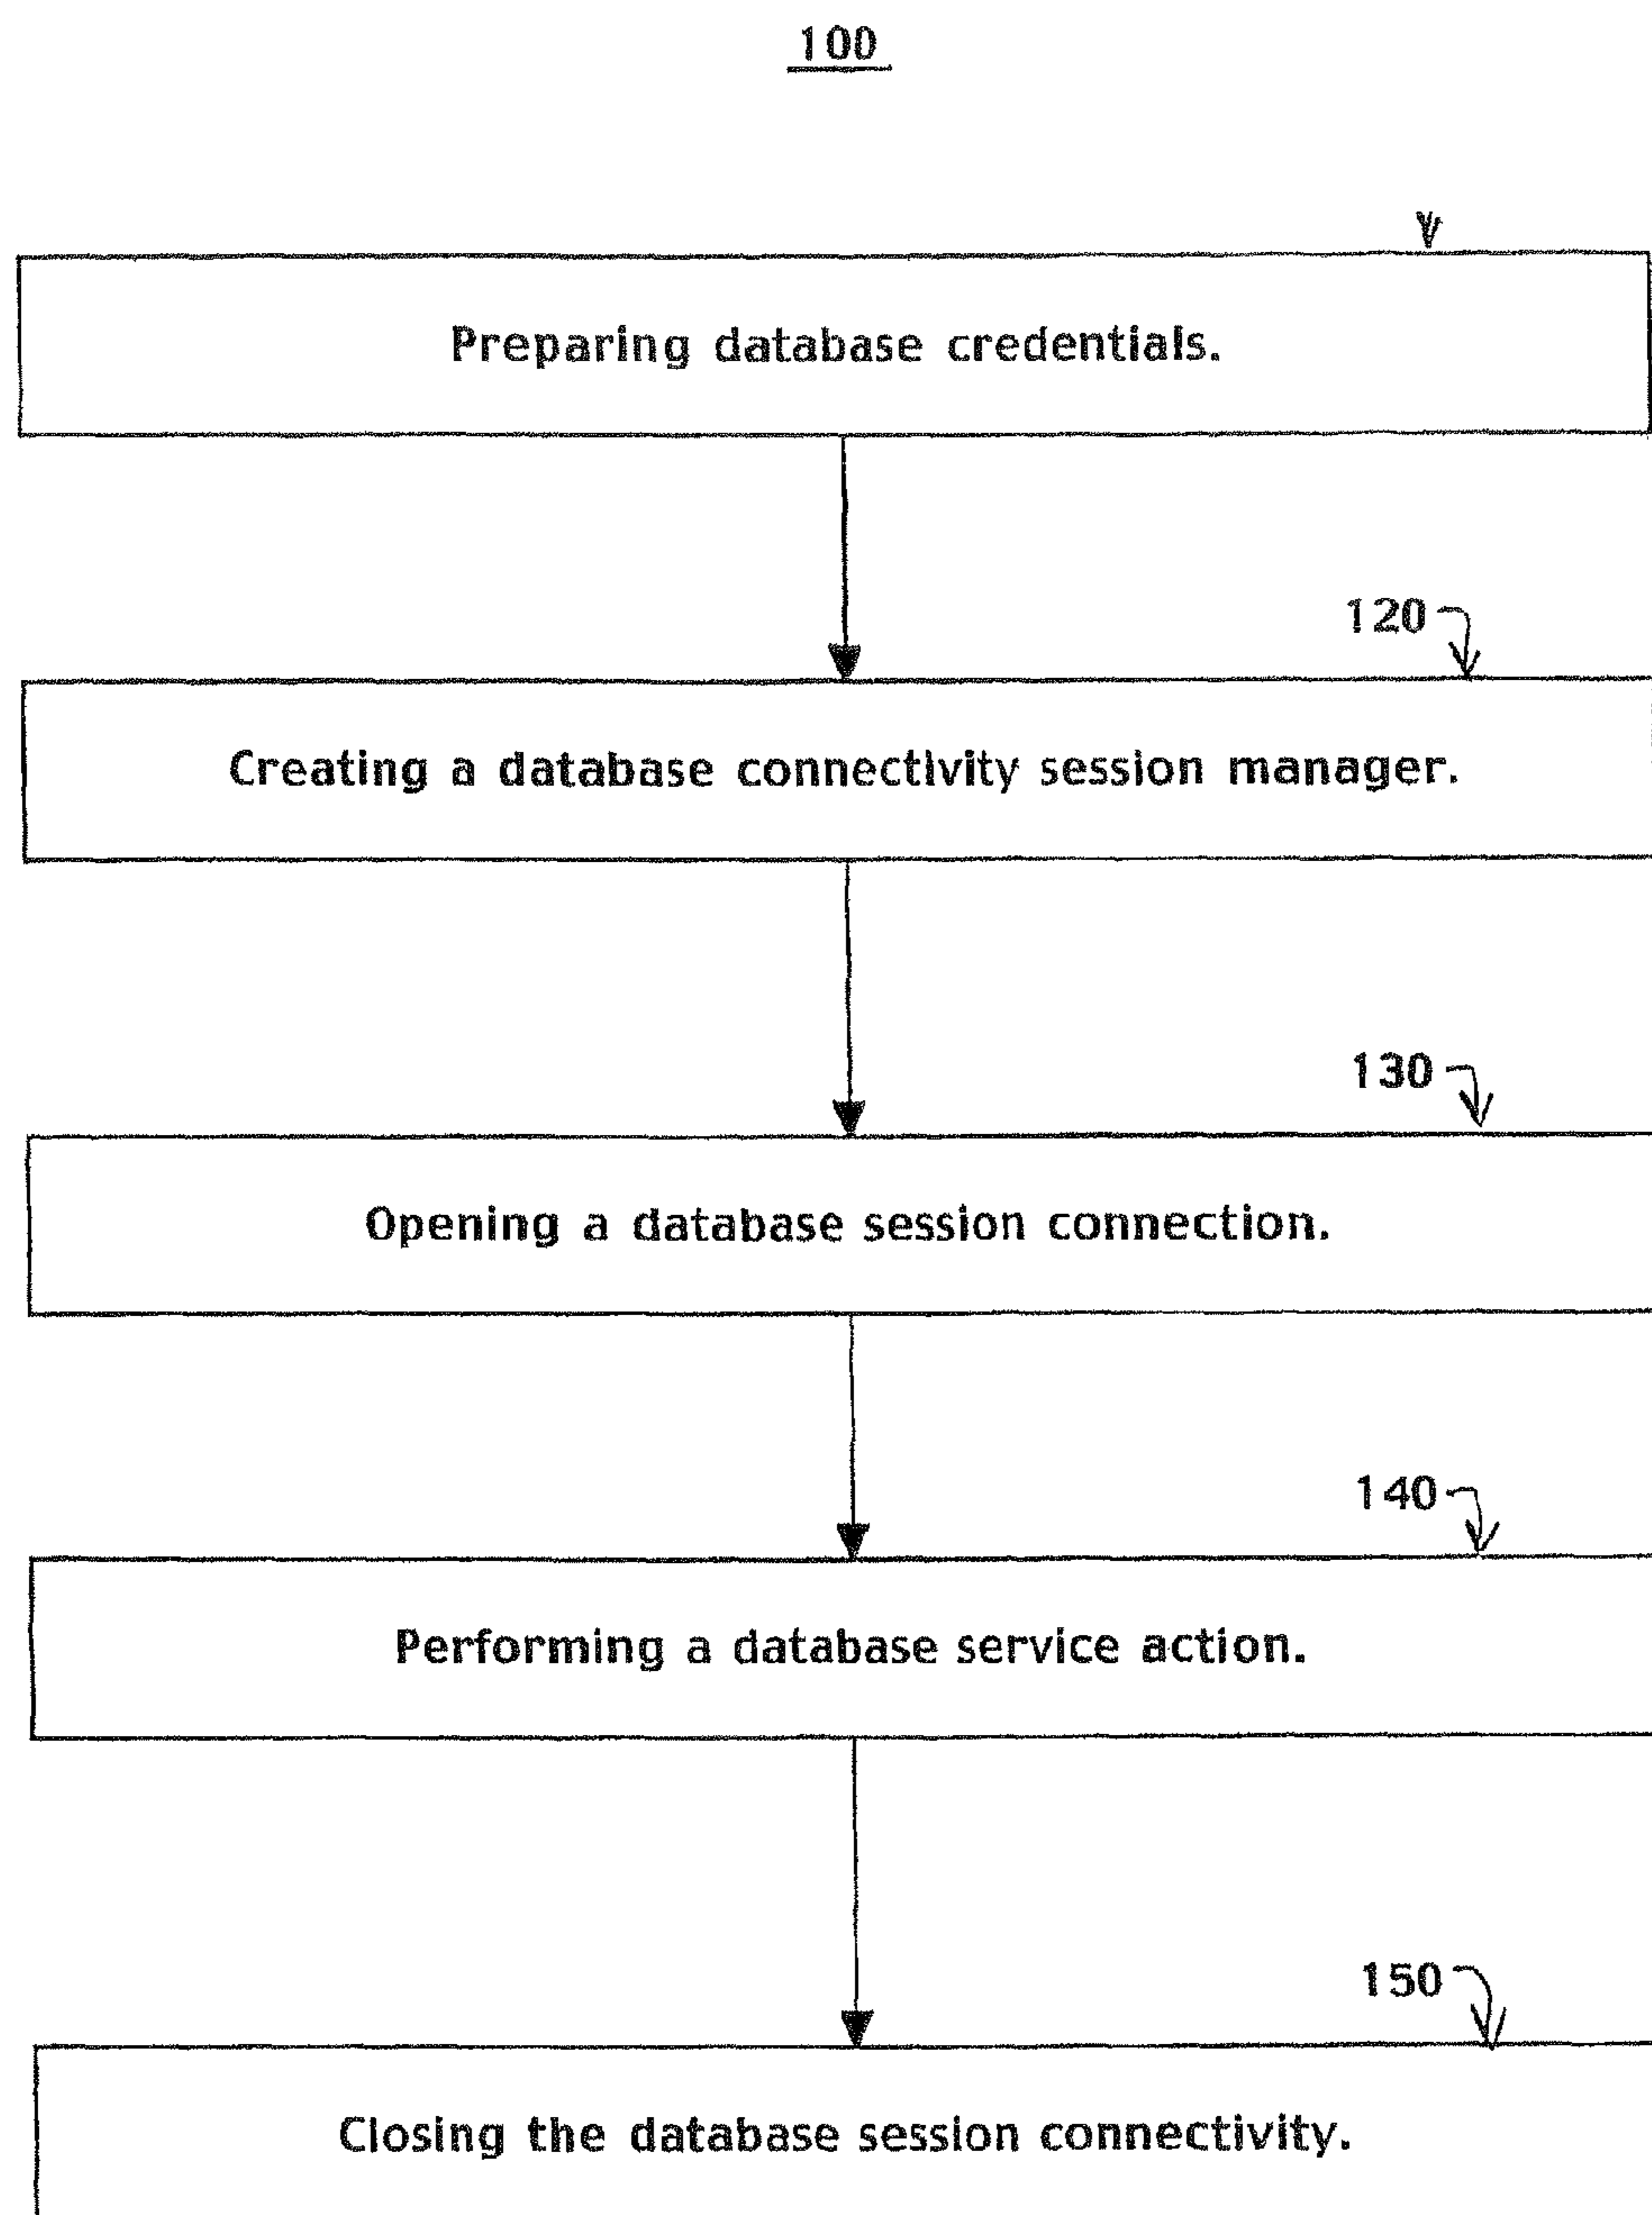 100
Preparing database credentials.
120
Creating a database connectivity session manager.
130
Opening a database session connection.
140
Performing a database service action.
150
Closing the database session connectivity.